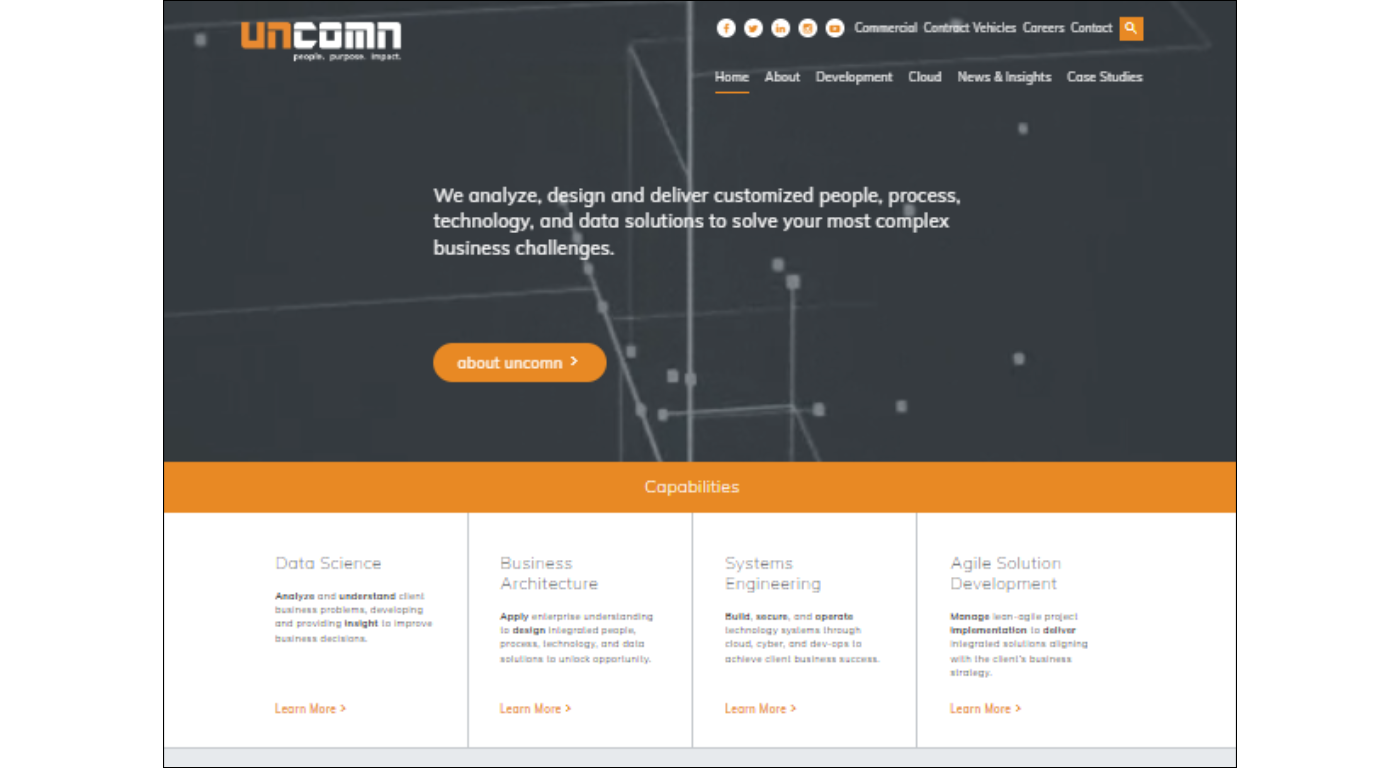 uncomn
people. purpose. impact.
Commercial Contract Vehicles Careers Contact
Home About Development Cloud News & Insights Case Studies
We analyze, design and deliver customized people, process,
technology, and data solutions to solve your most complex
business challenges.
about uncomn >
Capabilities
Data Science
Analyze and understand client
business problems, developing
and providing insight to improve
business decisions.
Learn More >
Business
Architecture
Apply enterprise understanding
to design integrated people,
process, technology, and data
solutions to unlock opportunity.
Learn More >
Systems
Engineering
Build, secure, and operate
technology systems through
cloud, cyber, and dev-ops to
achieve client business success.
Learn More >
Agile Solution
Development
Manage lean-agile project
implementation to deliver
integrated solutions aligning
with the client's business
strategy.
Learn More >